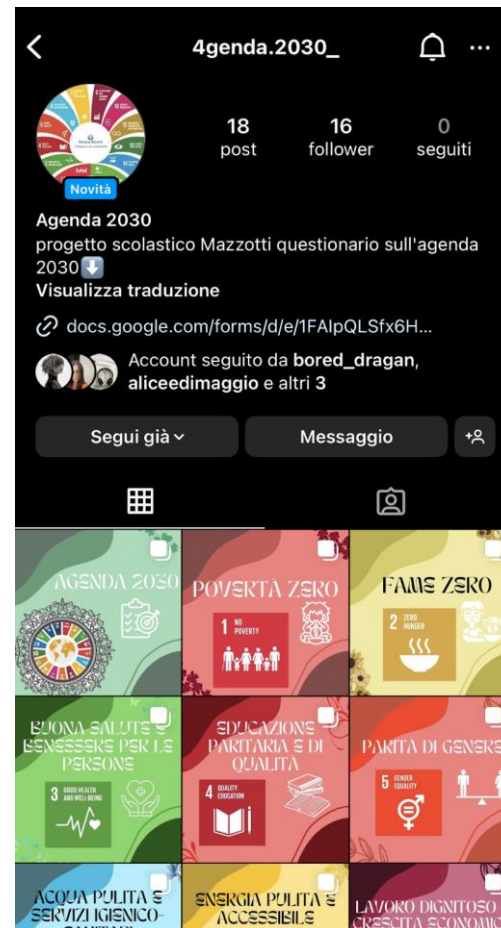 4genda.2030_
18
post
16
follower
0
seguiti
Novità
Agenda 2030
progetto scolastico Mazzotti questionario sull'agenda
2030⬇️
Visualizza traduzione
docs.google.com/forms/d/e/1FAIpQLSfx6H...
Account seguito da bored_dragan,
aliceedimaggio e altri 3
Segui già
Messaggio
AGENDA 2030
POVERTÀ ZERO
1 NO
POVERTY
FAME ZERO
2 ZERO
HUNGER
BUONA SALUTE E
BENESSERE PER LE
PERSONE
3 GOOD HEALTH
AND WELL-BEING
EDUCAZIONE
PARITARIA E DI
QUALITÀ
4 QUALITY
EDUCATION
PARITÀ DI GENERE
5 GENDER
EQUALITY
ACQUA PULITA E
SERVIZI IGIENICO-
SANITARI
ENERGIA PULITA E
ACCESSIBILE
LAVORO DIGNITOSO E
CRESCITA